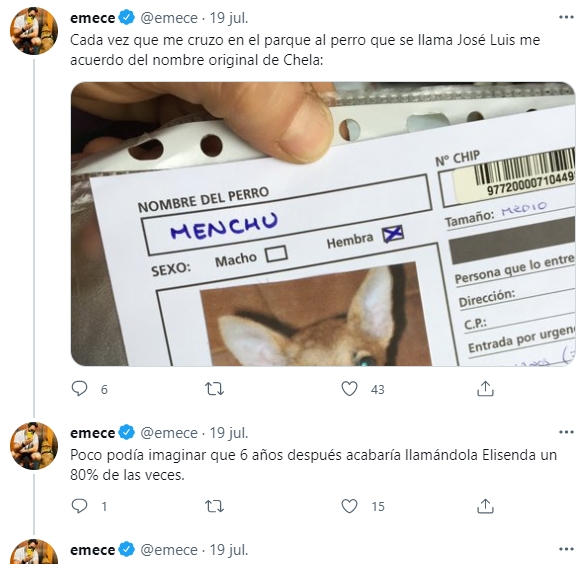 emece @emece · 19 jul.
Cada vez que me cruzo en el parque al perro que se llama José Luis me
acuerdo del nombre original de Chela:
NOMBRE DEL PERRO
MENCHU
SEXO: Macho Hembra
Nº CHIP
9772000071044
Tamaño: MEDIO
Persona que lo entre
Dirección:
C.P.:
Entrada por urgen
6 43
emece @emece · 19 jul.
Poco podía imaginar que 6 años después acabaría llamándola Elisenda un
80% de las veces.
1 15
emece @emece · 19 jul.